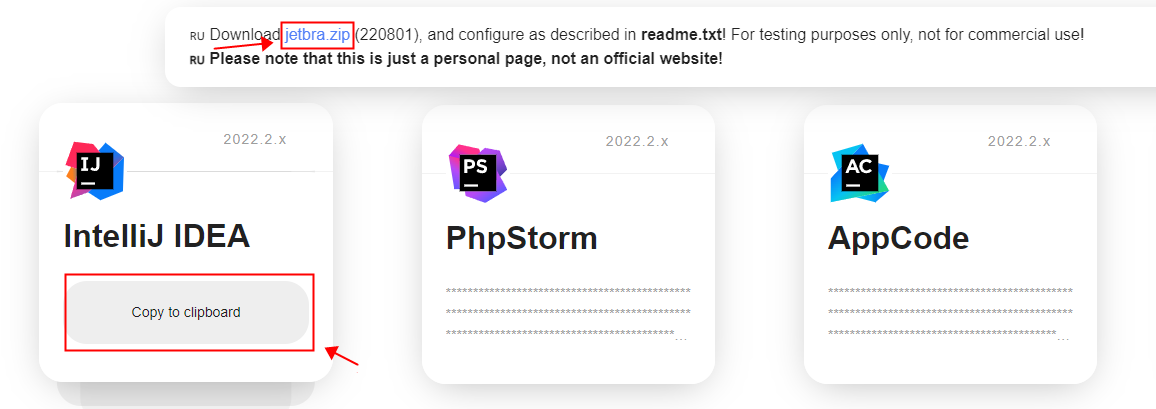 RU Download jetbra.zip (220801), and configure as described in readme.txt! For testing purposes only, not for commercial use!
RU Please note that this is just a personal page, not an official website!
2022.2.x
IJ
IntelliJ IDEA
Copy to clipboard
2022.2.x
PS
PhpStorm
*********************************************
*********************************************
******************************************...
2022.2.x
AC
AppCode
*********************************************
*********************************************
******************************************...